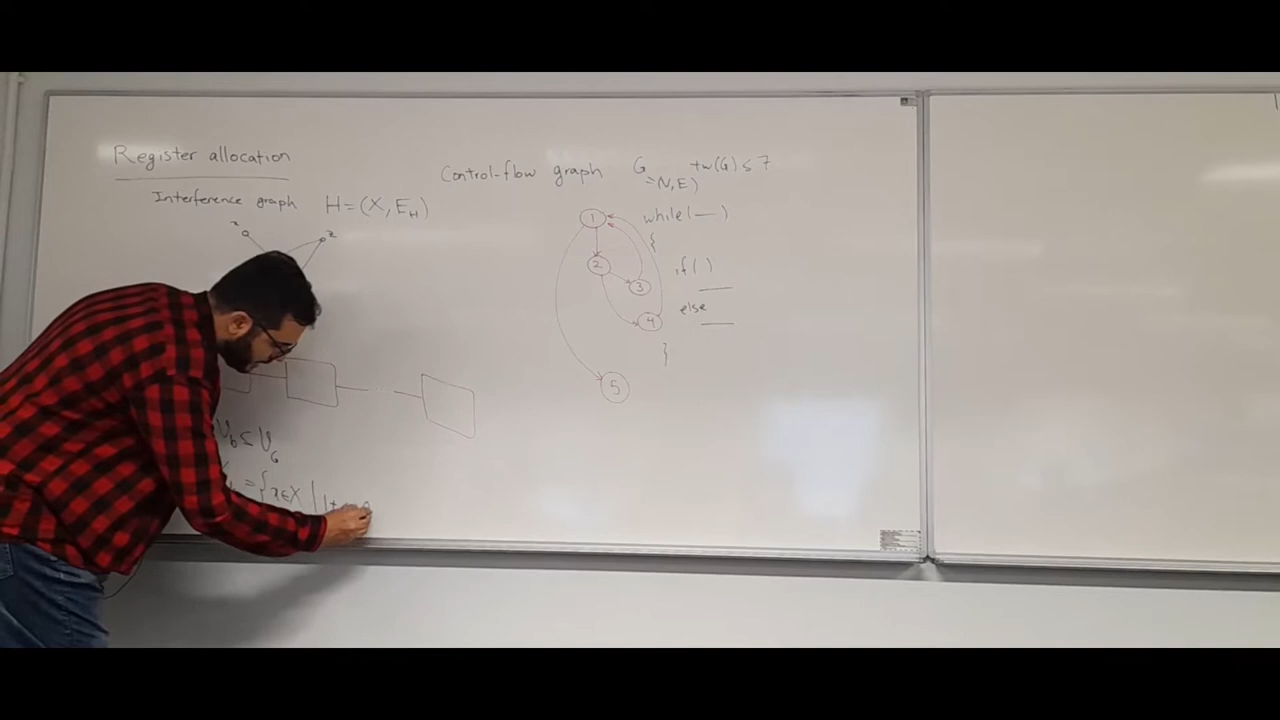 Register allocation
Interference graph H=(X, E_H)
x
z
V_b ⊆ V_G
= {x∈X |
Control-flow graph G tw(G) ≤ 7
=(N,E)
1
2
3
4
5
while(—)
{
if( )
else
}